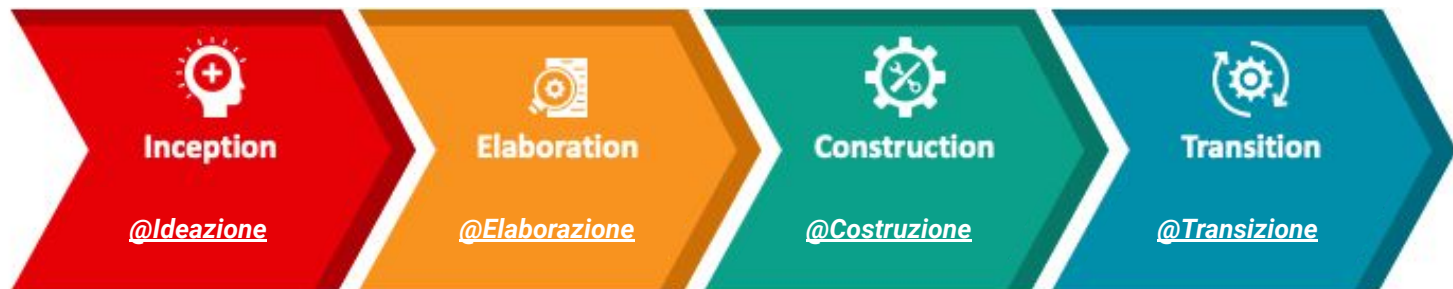 Inception
Elaboration
Construction
Transition
@Ideazione
@Elaborazione
@Costruzione
@Transizione